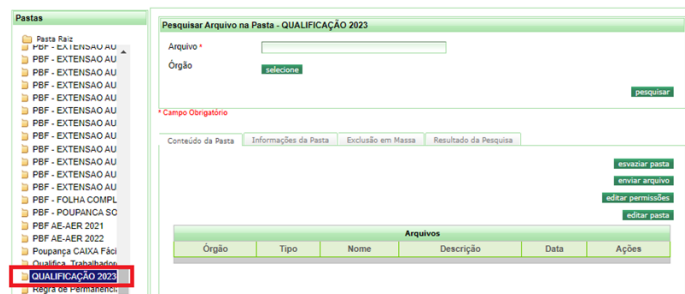 Pastas
Pasta Raiz
PBF - EXTENSAO AU
PBF - EXTENSAO AU
PBF - EXTENSAO AU
PBF - EXTENSAO AU
PBF - EXTENSAO AU
PBF - EXTENSAO AU
PBF - EXTENSAO AU
PBF - EXTENSAO AU
PBF - EXTENSAO AU
PBF - EXTENSAO AU
PBF - EXTENSAO AU
PBF - EXTENSAO AU
PBF - FOLHA COMPL
PBF - POUPANCA SO
PBF AE-AER 2021
PBF AE-AER 2022
Poupança CAIXA Fáci
Qualifica Trabalhador
QUALIFICAÇÃO 2023
Regra de Permanênci
Pesquisar Arquivo na Pasta - QUALIFICAÇÃO 2023
Arquivo *
Órgão
selecione
pesquisar
* Campo Obrigatório
Conteúdo da Pasta Informações da Pasta Exclusão em Massa Resultado da Pesquisa
esvaziar pasta
enviar arquivo
editar permissões
editar pasta
Arquivos
Órgão Tipo Nome Descrição Data Ações